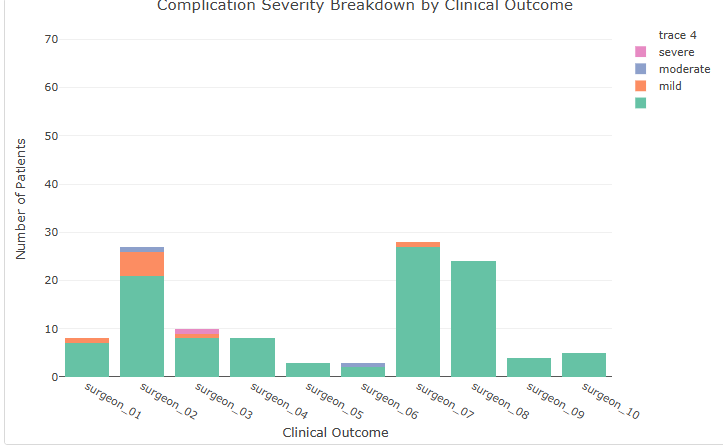 Complication Severity Breakdown by Clinical Outcome
trace 4
severe
moderate
mild
Number of Patients
70
60
50
40
30
20
10
0
surgeon_01
surgeon_02
surgeon_03
surgeon_04
surgeon_05
surgeon_06
surgeon_07
surgeon_08
surgeon_09
surgeon_10
Clinical Outcome